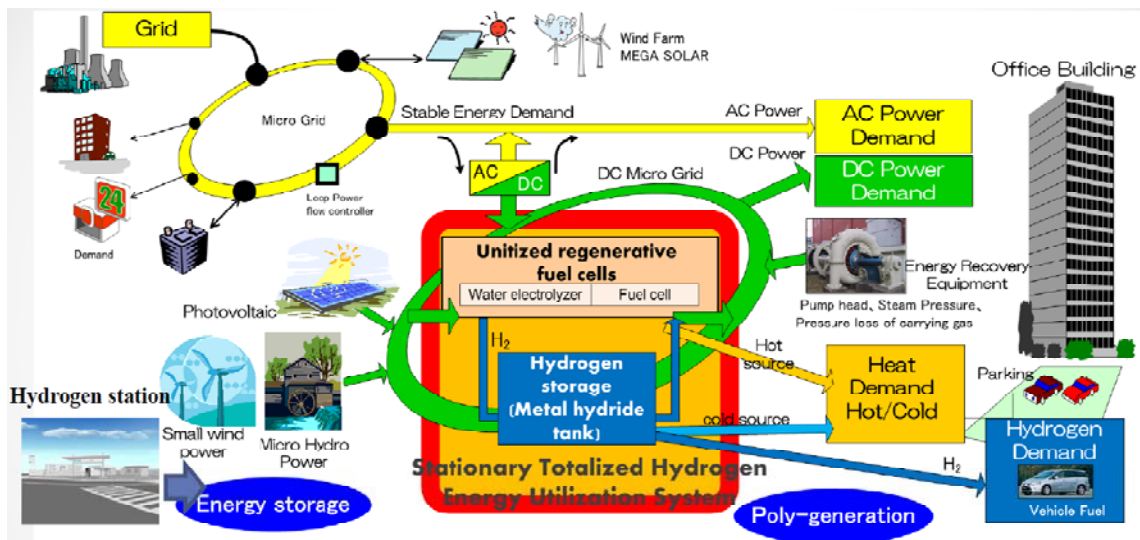 Grid
Wind Farm
MEGA SOLAR
Office Building
Micro Grid
Stable Energy Demand
AC Power
AC Power
Demand
DC Power
DC Power
Demand
AC
DC
DC Micro Grid
24
Loop Power
flow controller
Demand
Unitized regenerative
fuel cells
Water electrolyzer
Fuel cell
Energy Recovery
Equipment
Pump head、Steam Pressure、
Pressure loss of carrying gas
Photovoltaic
H2
Hot
source
Hydrogen
storage
(Metal hydride
tank)
Heat
Demand
Hot/Cold
Parking
Hydrogen station
Small wind
power
Micro Hydro
Power
cold source
Hydrogen
Demand
H2
Vehicle Fuel
Stationary Totalized Hydrogen
Energy Utilization System
Energy storage
Poly-generation